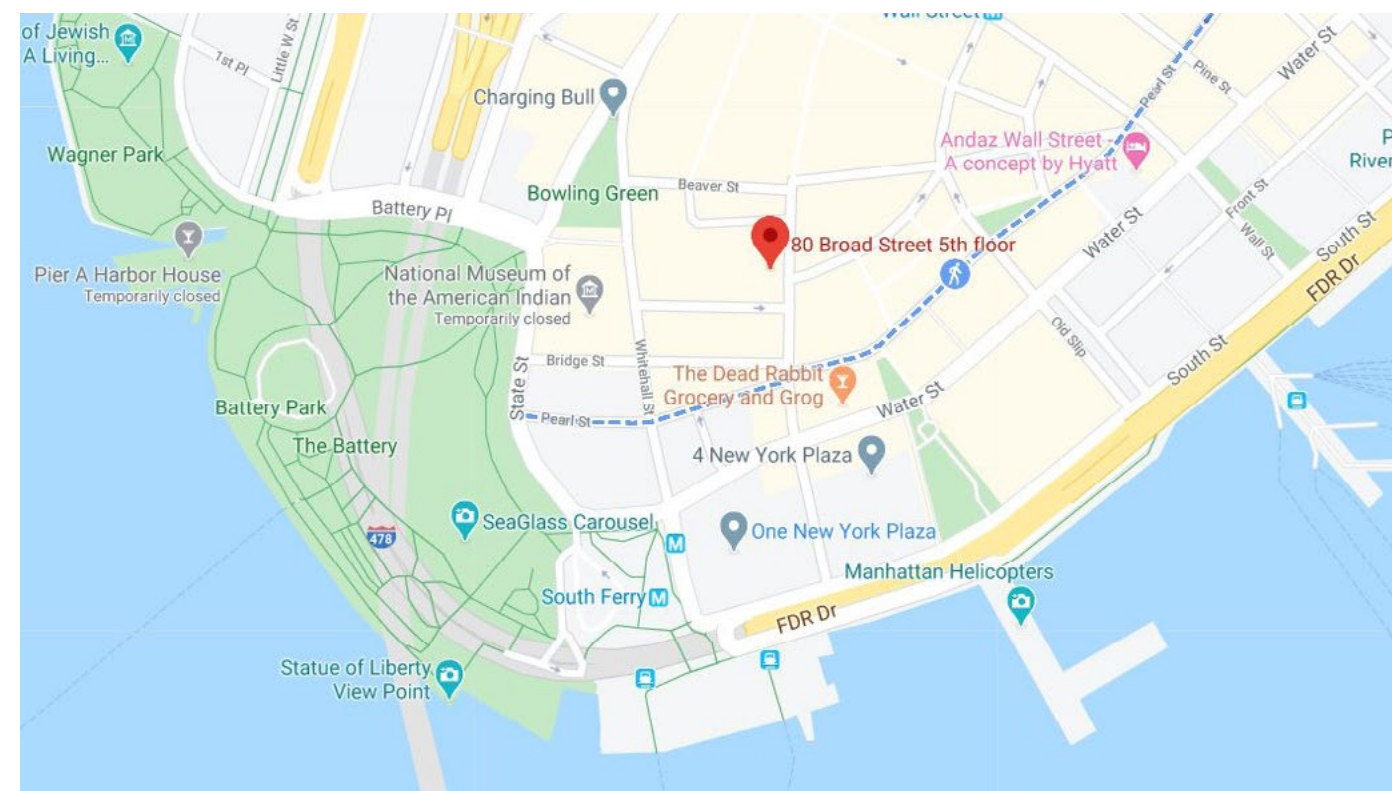 of Jewish
A Living...
1st Pl
Little W St
Wall Street M
Water St
Pine St
Pearl St
Charging Bull
Andaz Wall Street -
A concept by Hyatt
P
River
Wagner Park
Bowling Green
Beaver St
Battery Pl
Front St
Wall St
South St
FDR Dr
Water St
80 Broad Street 5th floor
Pier A Harbor House
Temporarily closed
National Museum of
the American Indian
Temporarily closed
Old Slip
South St
Bridge St
Whitehall St
State St
The Dead Rabbit
Grocery and Grog
Water St
Battery Park
Pearl St
The Battery
4 New York Plaza
SeaGlass Carousel
478
One New York Plaza
M
Manhattan Helicopters
South Ferry M
FDR Dr
Statue of Liberty
View Point